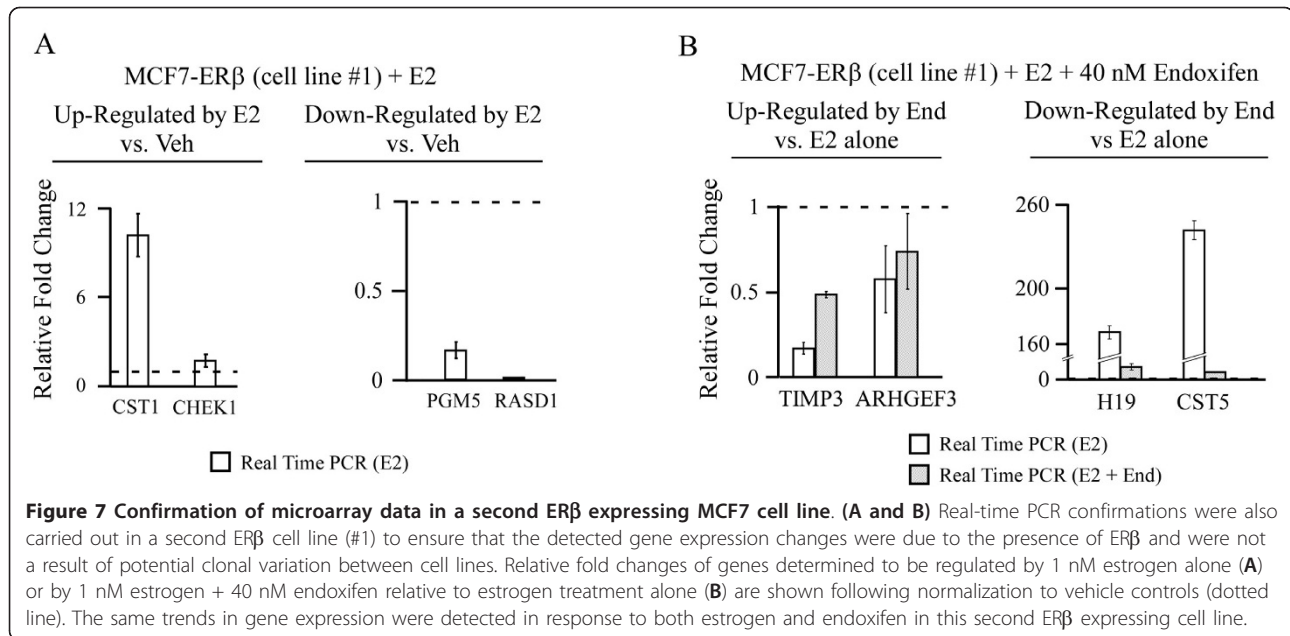 A
MCF7-ERβ (cell line #1) + E2
Up-Regulated by E2
vs. Veh
Down-Regulated by E2
vs. Veh
Relative Fold Change
12
6
0
CST1 CHEK1
1
0.5
0
PGM5 RASD1
Real Time PCR (E2)
B
MCF7-ERβ (cell line #1) + E2 + 40 nM Endoxifen
Up-Regulated by End
vs. E2 alone
Down-Regulated by End
vs E2 alone
Relative Fold Change
1
0.5
0
TIMP3 ARHGEF3
260
200
160
0
H19 CST5
Real Time PCR (E2)
Real Time PCR (E2 + End)
Figure 7 Confirmation of microarray data in a second ERβ expressing MCF7 cell line. (A and B) Real-time PCR confirmations were also
carried out in a second ERβ cell line (#1) to ensure that the detected gene expression changes were due to the presence of ERβ and were not
a result of potential clonal variation between cell lines. Relative fold changes of genes determined to be regulated by 1 nM estrogen alone (A)
or by 1 nM estrogen + 40 nM endoxifen relative to estrogen treatment alone (B) are shown following normalization to vehicle controls (dotted
line). The same trends in gene expression were detected in response to both estrogen and endoxifen in this second ERβ expressing cell line.